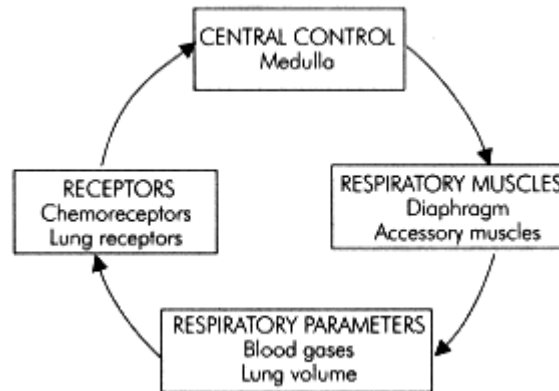 CENTRAL CONTROL
Medulla
RESPIRATORY MUSCLES
Diaphragm
Accessory muscles
RESPIRATORY PARAMETERS
Blood gases
Lung volume
RECEPTORS
Chemoreceptors
Lung receptors